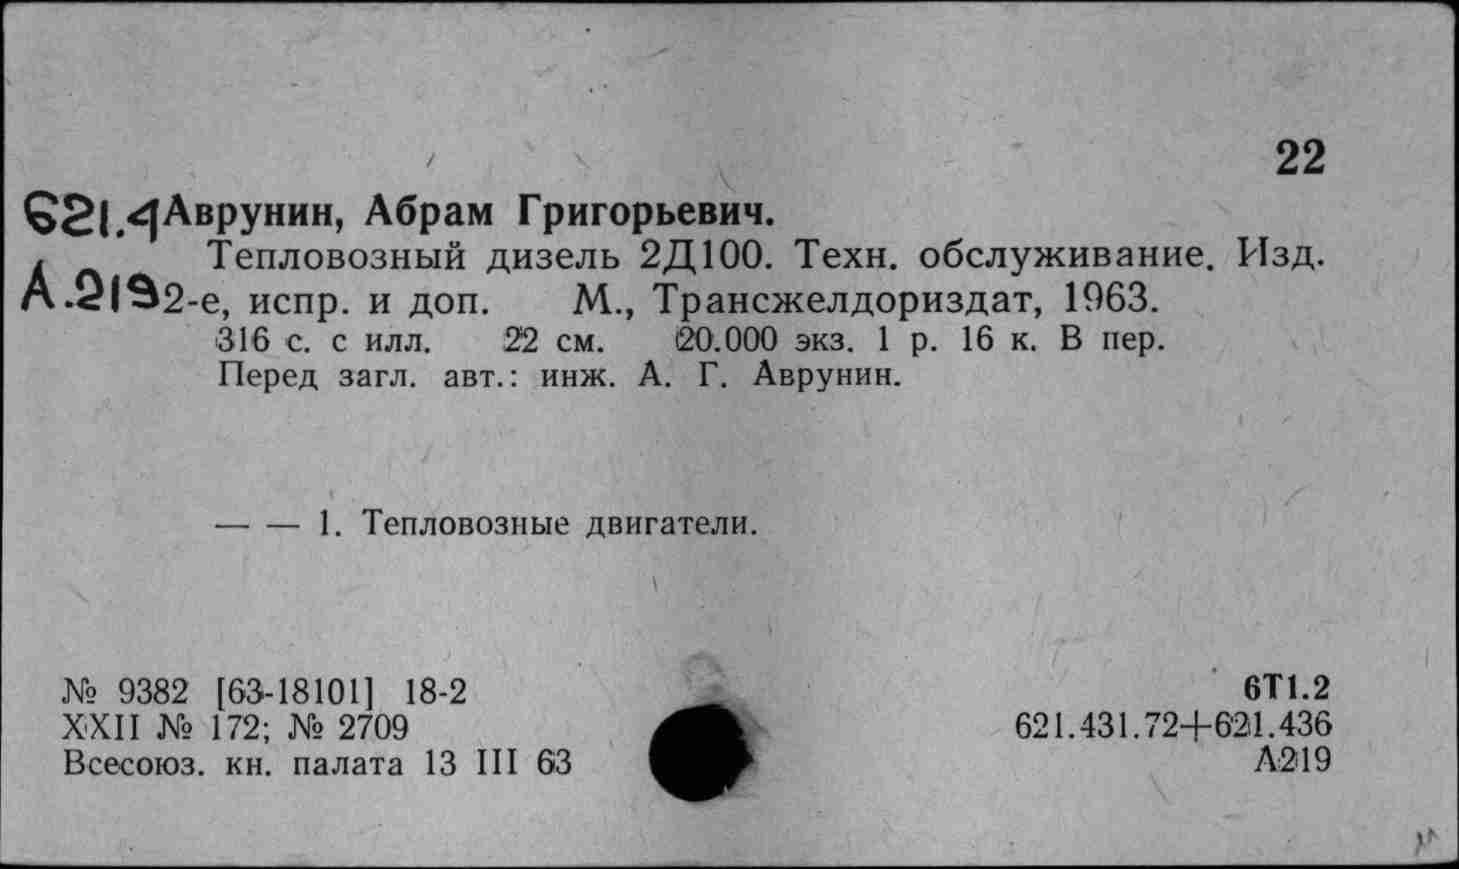 22
621.4 Аврунин, Абрам Григорьевич.
Тепловозный дизель 2Д100. Техн. обслуживание. Изд.
А.219 2-е, испр. и доп. М., Трансжелдориздат, 1963.
316 с. с илл. 22 см. 20.000 экз. 1 р. 16 к. В пер.
Перед загл. авт.: инж. А. Г. Аврунин.
— — 1. Тепловозные двигатели.
№ 9382 [63-18101] 18-2
XXII № 172; № 2709
Всесоюз. кн. палата 13 III 63
6Т1.2
621.431.72+621.436
А219